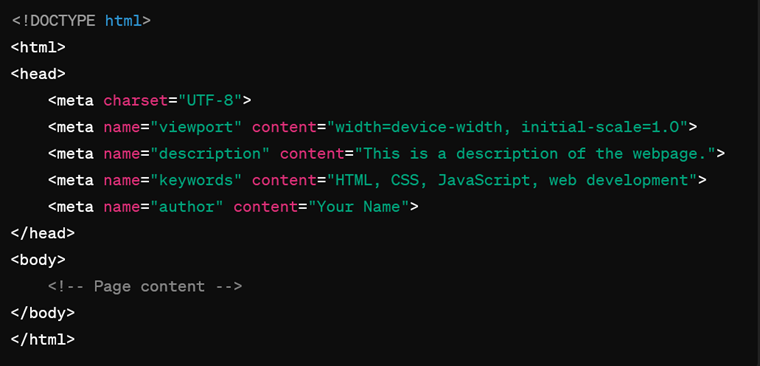 <!DOCTYPE html>
<html>
<head>
    <meta charset="UTF-8">
    <meta name="viewport" content="width=device-width, initial-scale=1.0">
    <meta name="description" content="This is a description of the webpage.">
    <meta name="keywords" content="HTML, CSS, JavaScript, web development">
    <meta name="author" content="Your Name">
</head>
<body>
    <!-- Page content -->
</body>
</html>